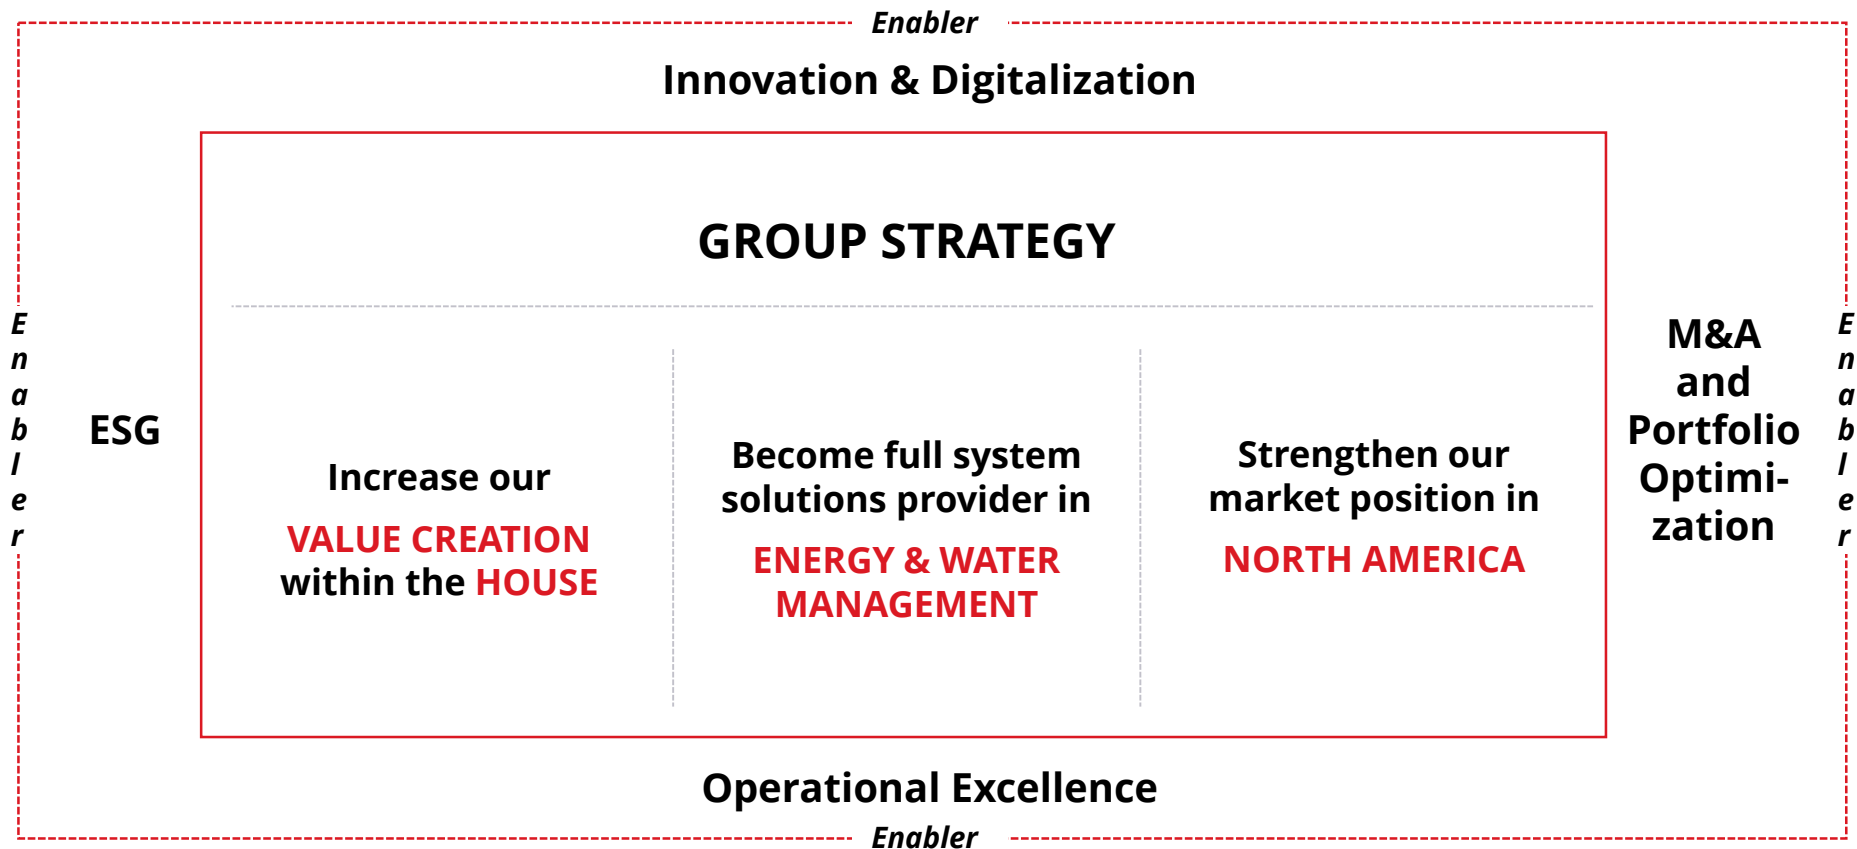 Enabler
Innovation & Digitalization
GROUP STRATEGY
Enabler
ESG
Increase our
VALUE CREATION
within the HOUSE
Become full system
solutions provider in
ENERGY & WATER
MANAGEMENT
Strengthen our
market position in
NORTH AMERICA
M&A
and
Portfolio
Optimi-
zation
Enabler
Operational Excellence
Enabler